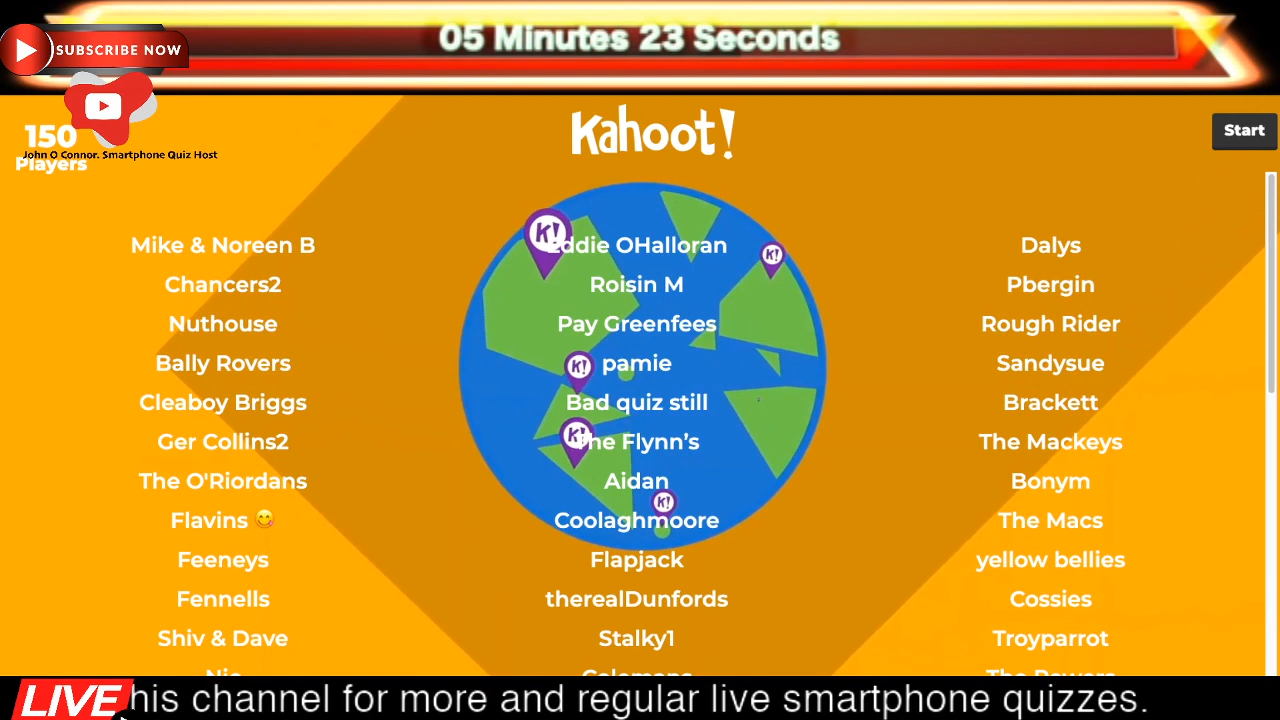 05 Minutes 23 Seconds
SUBSCRIBE NOW
Kahoot!
Start
150
John O Connor. Smartphone Quiz Host
Players
K!
K!
Mike & Noreen B
Eddie OHalloran
Dalys
Chancers2
Roisin M
Pbergin
Nuthouse
Pay Greenfees
Rough Rider
Bally Rovers
K!
pamie
Sandysue
Cleaboy Briggs
Bad quiz still
Brackett
Ger Collins2
K!
The Flynn’s
The Mackeys
The O'Riordans
Aidan
Bonym
K!
Flavins 😋
Coolaghmoore
The Macs
Feeneys
Flapjack
yellow bellies
Fennells
therealDunfords
Cossies
Shiv & Dave
Stalky1
Troyparrot
LIVE
his channel for more and regular live smartphone quizzes.